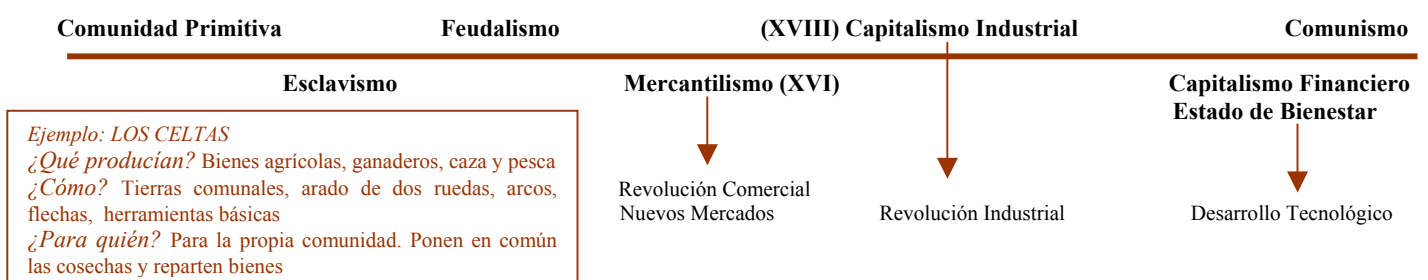 Comunidad Primitiva Feudalismo (XVIII) Capitalismo Industrial Comunismo
Esclavismo Mercantilismo (XVI) Capitalismo Financiero
Estado de Bienestar
Ejemplo: LOS CELTAS
¿Qué producían? Bienes agrícolas, ganaderos, caza y pesca
¿Cómo? Tierras comunales, arado de dos ruedas, arcos,
flechas, herramientas básicas
¿Para quién? Para la propia comunidad. Ponen en común
las cosechas y reparten bienes
Revolución Comercial
Nuevos Mercados
Revolución Industrial
Desarrollo Tecnológico